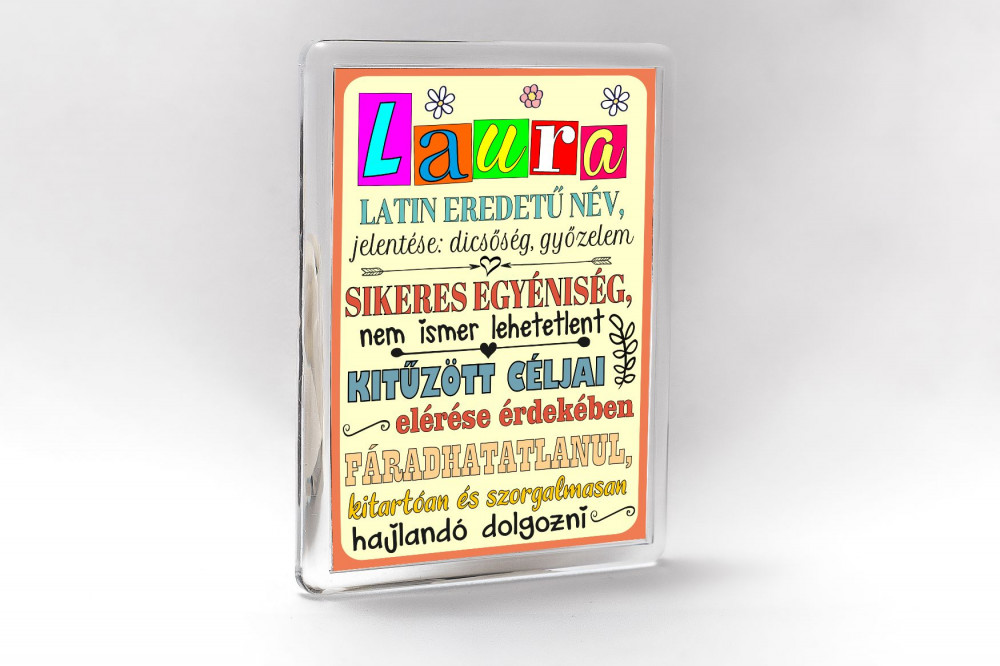 Laura
LATIN EREDETŰ NÉV,
jelentése: dicsőség, győzelem
SIKERES EGYÉNISÉG,
nem ismer lehetetlent
KITŰZÖTT CÉLJAI
elérése érdekében
FÁRADHATATLANUL,
kitartóan és szorgalmasan
hajlandó dolgozni